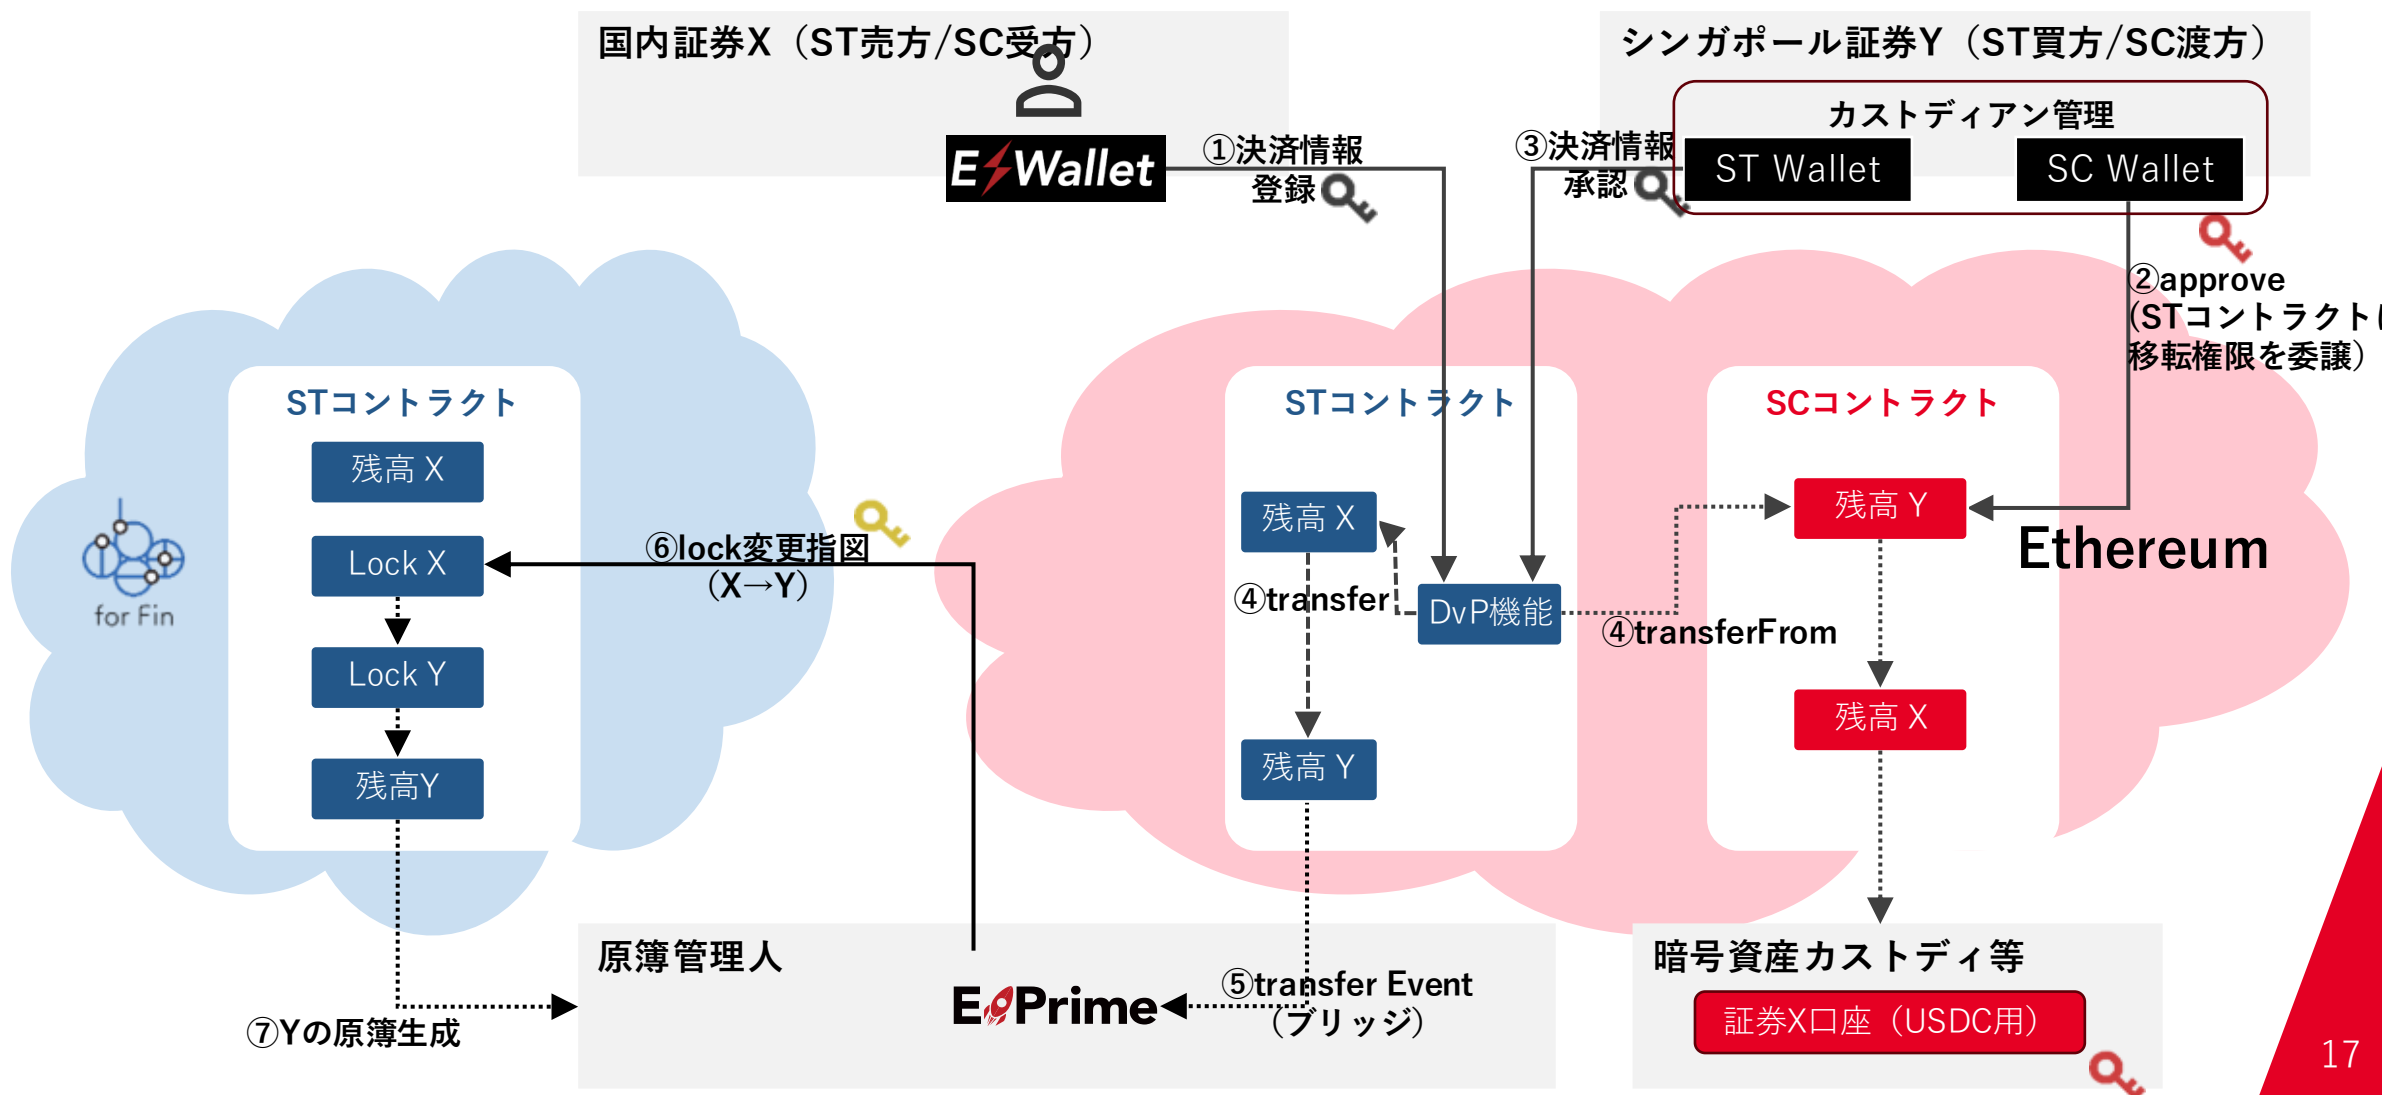 国内証券X（ST売方/SC受方）
シンガポール証券Y（ST買方/SC渡方）
カストディアン管理
E Wallet
①決済情報
登録
③決済情報
承認
ST Wallet
SC Wallet
②approve
(STコントラクトに
移転権限を委譲）
STコントラクト
残高 X
Lock X
Lock Y
残高Y
for Fin
⑥lock変更指図
（X→Y）
STコントラクト
残高 X
④transfer
DvP機能
残高 Y
④transferFrom
SCコントラクト
残高 Y
残高 X
Ethereum
原簿管理人
E Prime
⑤transfer Event
（ブリッジ）
⑦Yの原簿生成
暗号資産カストディ等
証券X口座（USDC用）
17